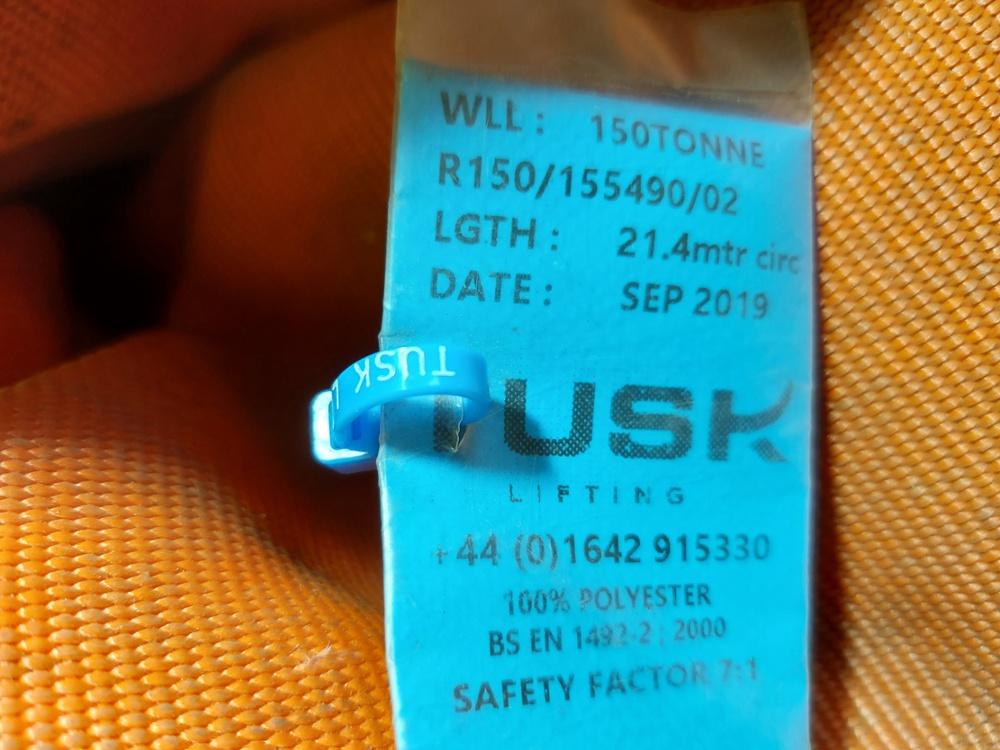 WLL : 150TONNE
R150/155490/02
LGTH : 21.4mtr circ
DATE : SEP 2019
TUSK
TUSK
LIFTING
+44 (0)1642 915330
100% POLYESTER
BS EN 1492-2 : 2000
SAFETY FACTOR 7:1